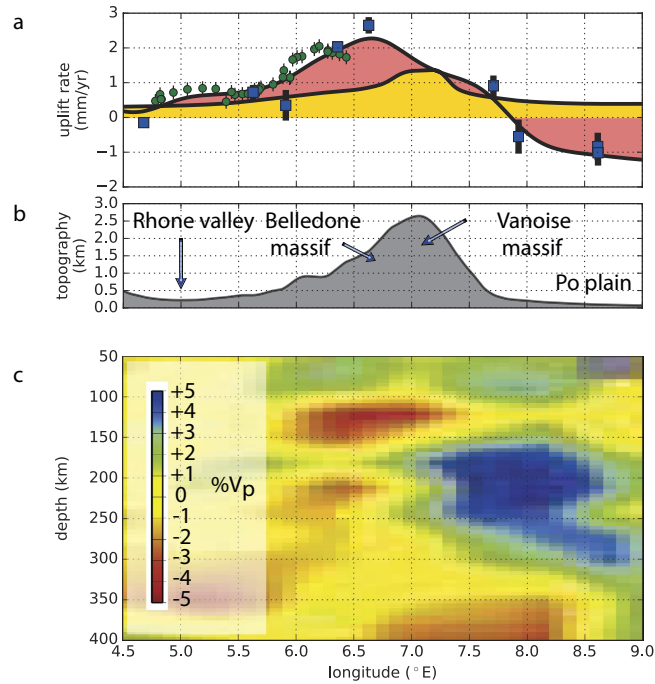 a
3
2
1
0
−1
−2
uplift rate
(mm/yr)
b
3.0
2.5
2.0
1.5
1.0
0.5
0.0
topography
(km)
Rhone valley
Belledone
massif
Vanoise
massif
Po plain
c
50
100
150
200
250
300
350
400
depth (km)
+5
+4
+3
+2
+1
0
-1
-2
-3
-4
-5
%Vp
4.5 5.0 5.5 6.0 6.5 7.0 7.5 8.0 8.5 9.0
longitude (°E)